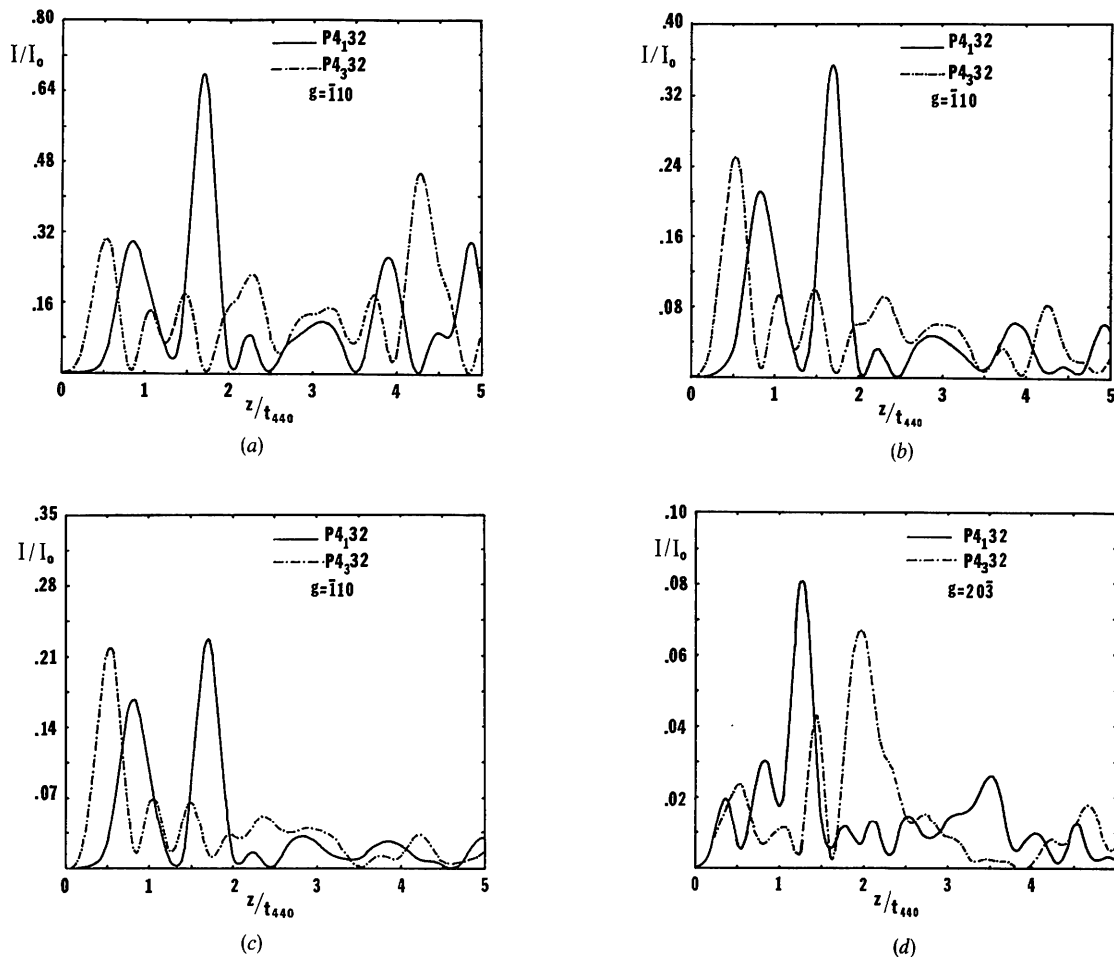 .80
I/I₀
.64
.48
.32
.16
P4₁32
P4₃32
g=1̄10
0 1 2 3 4 5
z/t₄₄₀
(a)
.40
I/I₀
.32
.24
.16
.08
P4₁32
P4₃32
g=1̄10
0 1 2 3 4 5
z/t₄₄₀
(b)
.35
I/I₀
.28
.21
.14
.07
P4₁32
P4₃32
g=1̄10
0 1 2 3 4 5
z/t₄₄₀
(c)
.10
I/I₀
.08
.06
.04
.02
P4₁32
P4₃32
g=203̄
0 1 2 3 4 5
z/t₄₄₀
(d)